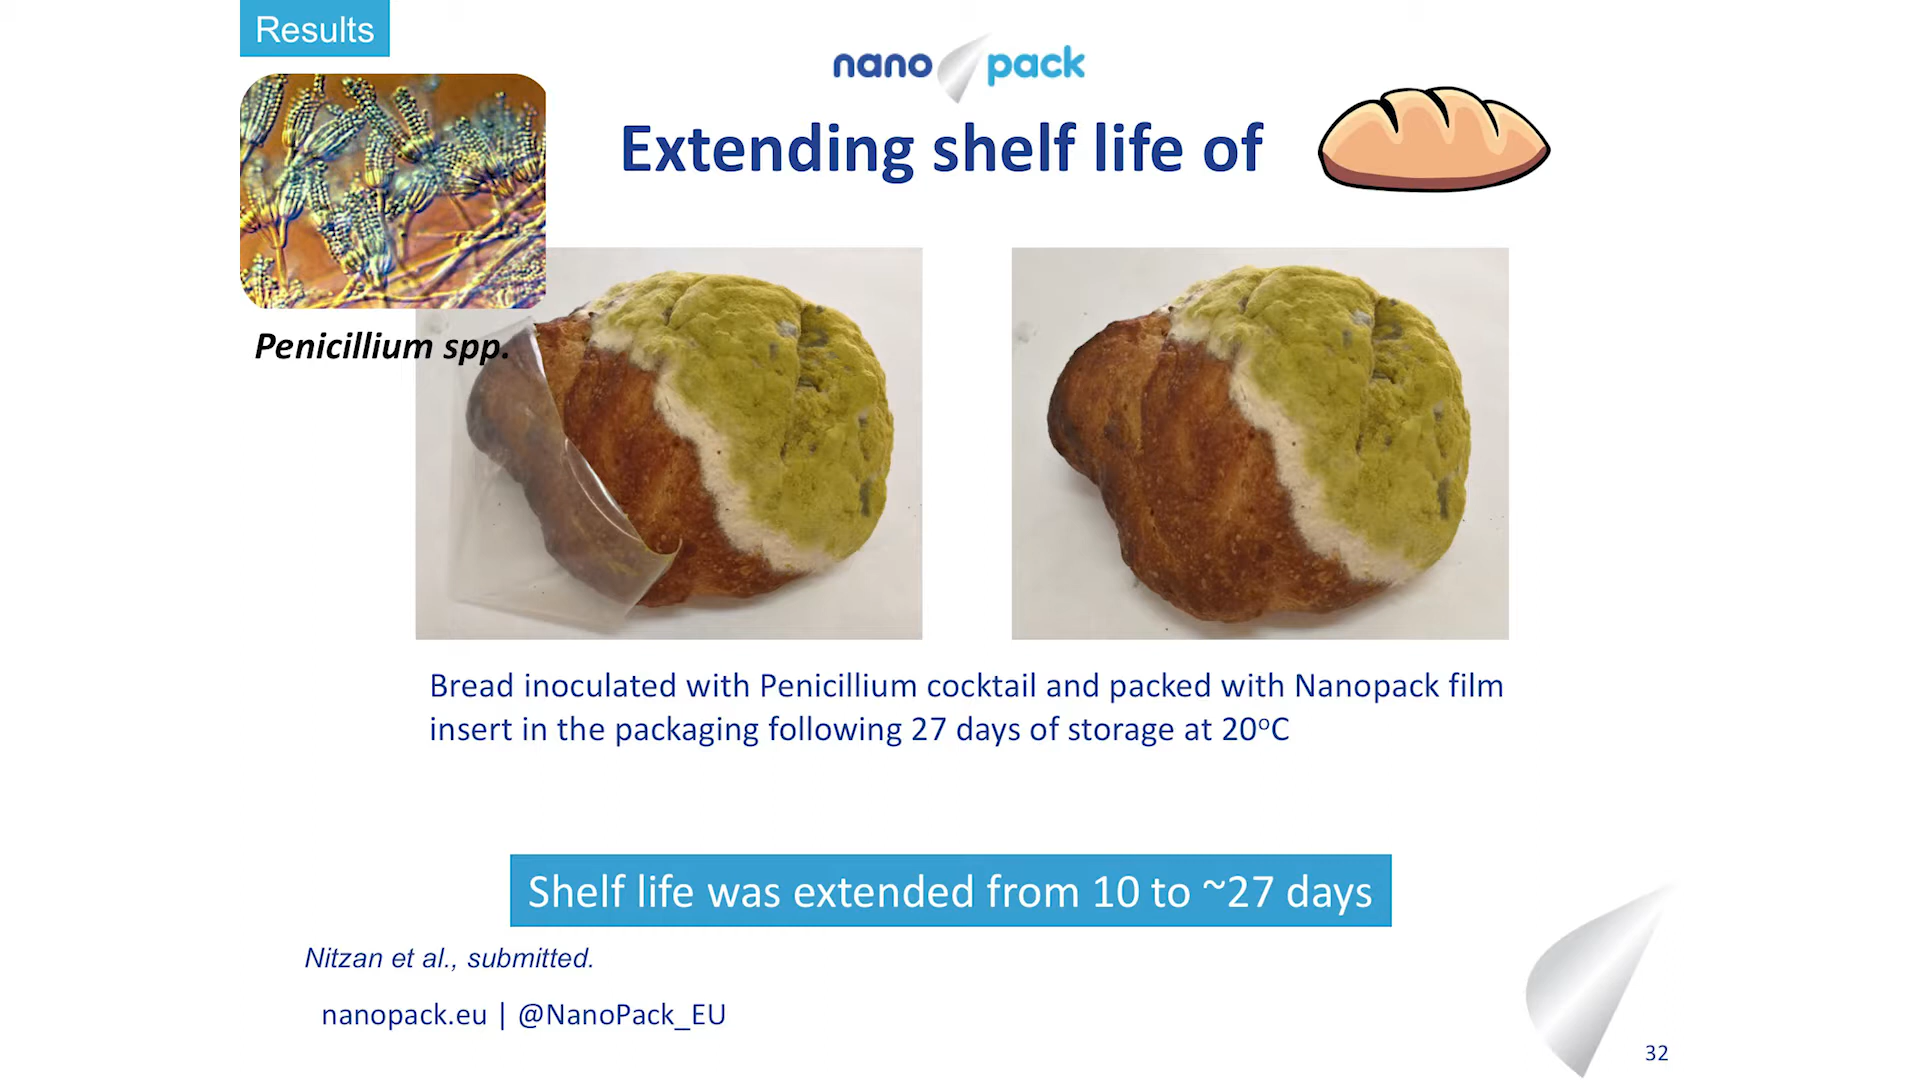 Results
nano pack
Extending shelf life of
Penicillium spp.
Bread inoculated with Penicillium cocktail and packed with Nanopack film
insert in the packaging following 27 days of storage at 20ºC
Shelf life was extended from 10 to ~27 days
Nitzan et al., submitted.
nanopack.eu | @NanoPack_EU
32